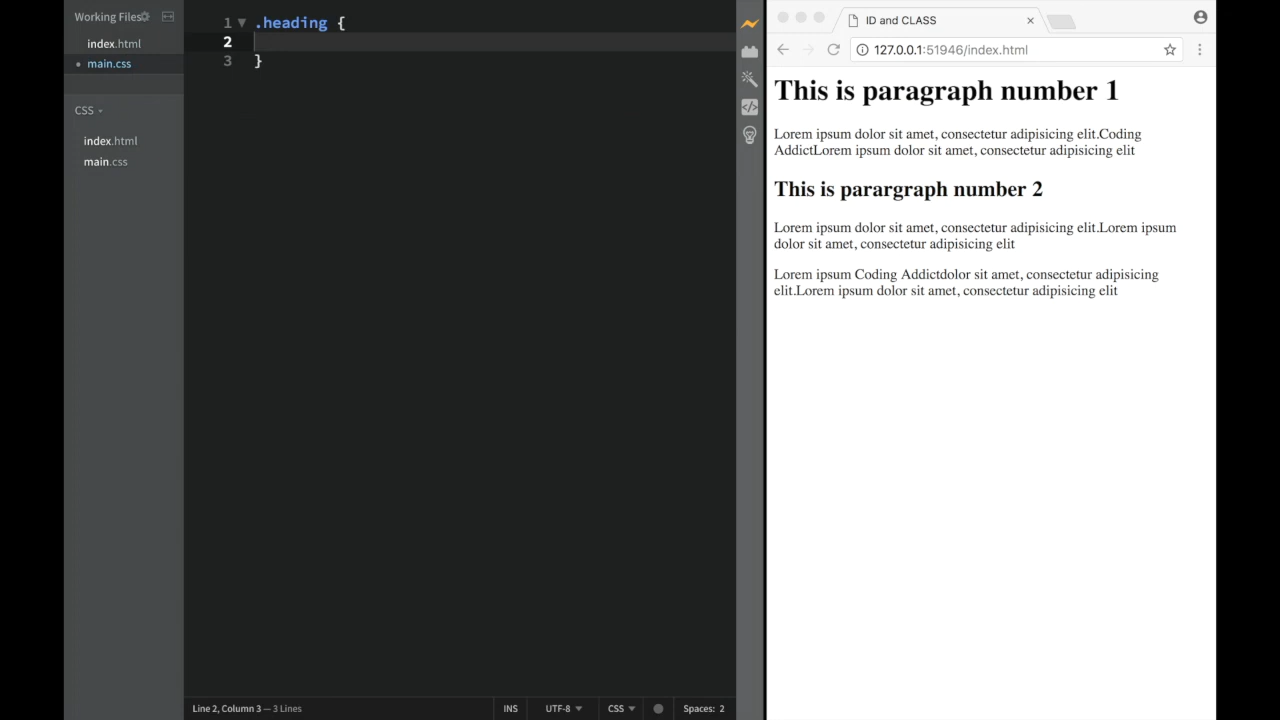 Working Files
index.html
main.css
CSS
index.html
main.css
1 .heading {
2
3 }
Line 2, Column 3 — 3 Lines
INS
UTF-8
CSS
Spaces: 2
ID and CLASS
127.0.0.1:51946/index.html
This is paragraph number 1
Lorem ipsum dolor sit amet, consectetur adipisicing elit.Coding
AddictLorem ipsum dolor sit amet, consectetur adipisicing elit
This is parargraph number 2
Lorem ipsum dolor sit amet, consectetur adipisicing elit.Lorem ipsum
dolor sit amet, consectetur adipisicing elit
Lorem ipsum Coding Addictdolor sit amet, consectetur adipisicing
elit.Lorem ipsum dolor sit amet, consectetur adipisicing elit